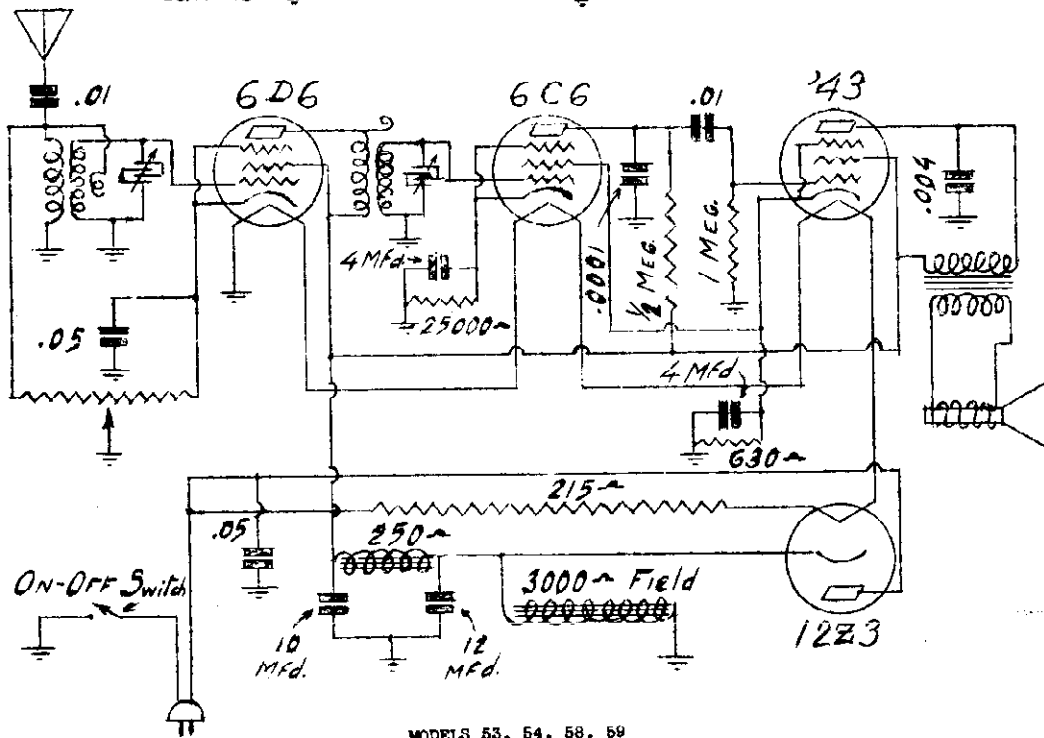 .01
6D6
6C6
.01
'43
.004
4 MFd
.0001
½ MEG.
1 MEG.
25000~
.05
4 MFd
630~
215~
.05
250~
ON-OFF Switch
3000~ Field
10 MFd.
12 MFd.
12Z3
MODELS 53, 54, 58, 59